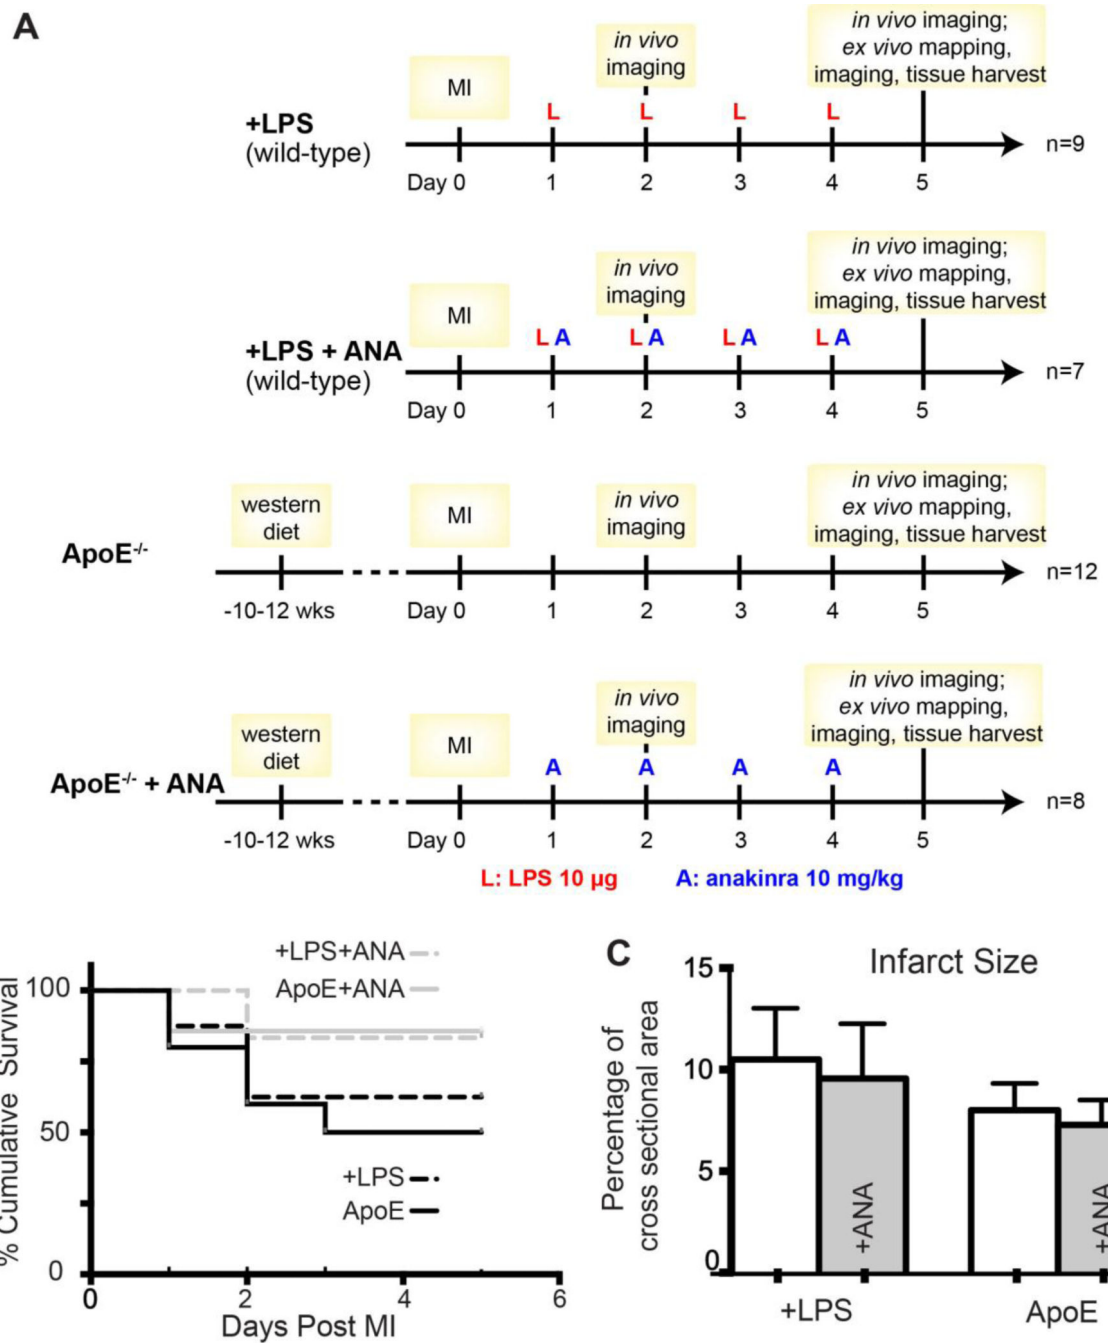 A
MI
in vivo
imaging
in vivo imaging;
ex vivo mapping,
imaging, tissue harvest
+LPS
(wild-type)
L L L L
n=9
Day 0 1 2 3 4 5
MI
in vivo
imaging
in vivo imaging;
ex vivo mapping,
imaging, tissue harvest
+LPS + ANA
(wild-type)
L A L A L A L A
n=7
Day 0 1 2 3 4 5
western
diet
MI
in vivo
imaging
in vivo imaging;
ex vivo mapping,
imaging, tissue harvest
ApoE-/-
n=12
-10-12 wks Day 0 1 2 3 4 5
western
diet
MI
in vivo
imaging
in vivo imaging;
ex vivo mapping,
imaging, tissue harvest
ApoE-/- + ANA
A A A A
n=8
-10-12 wks Day 0 1 2 3 4 5
L: LPS 10 µg A: anakinra 10 mg/kg
+LPS+ANA
ApoE+ANA
% Cumulative Survival
100
50
0
+LPS
ApoE
0 2 4 6
Days Post MI
C
Infarct Size
Percentage of
cross sectional area
15
10
5
0
+ANA
+ANA
+LPS
ApoE